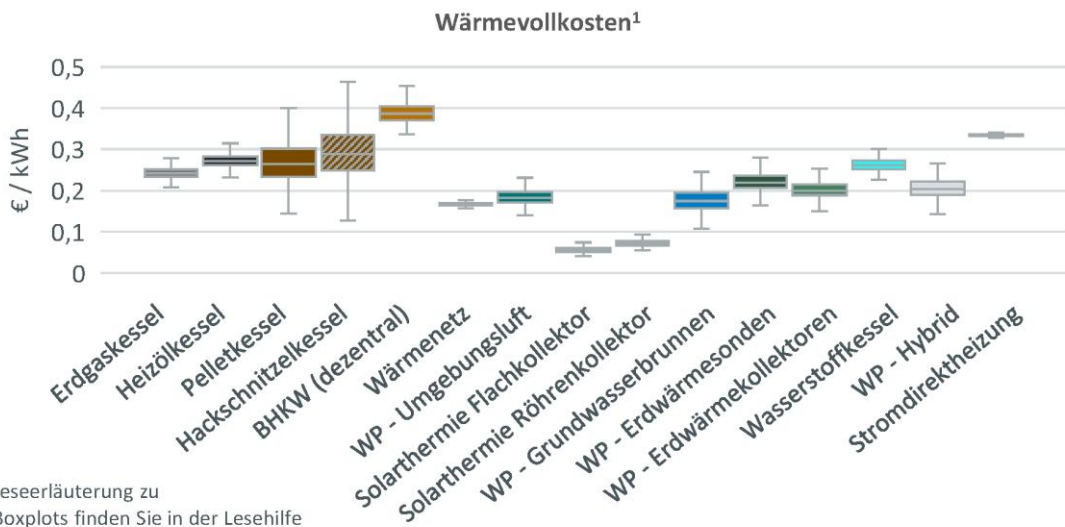 Wärmevollkosten¹
0,5
0,4
0,3
0,2
0,1
0
€ / kWh
Erdgaskessel
Heizölkessel
Pelletkessel
Hackschnitzelkessel
BHKW (dezentral)
Wärmenetz
WP - Umgebungsluft
Solarthermie Flachkollektor
Solarthermie Röhrenkollektor
WP - Grundwasserbrunnen
WP - Erdwärmesonden
WP - Erdwärmekollektoren
Wasserstoffkessel
WP - Hybrid
Stromdirektheizung
eseerläuterung zu
Boxplots finden Sie in der Lesehilfe